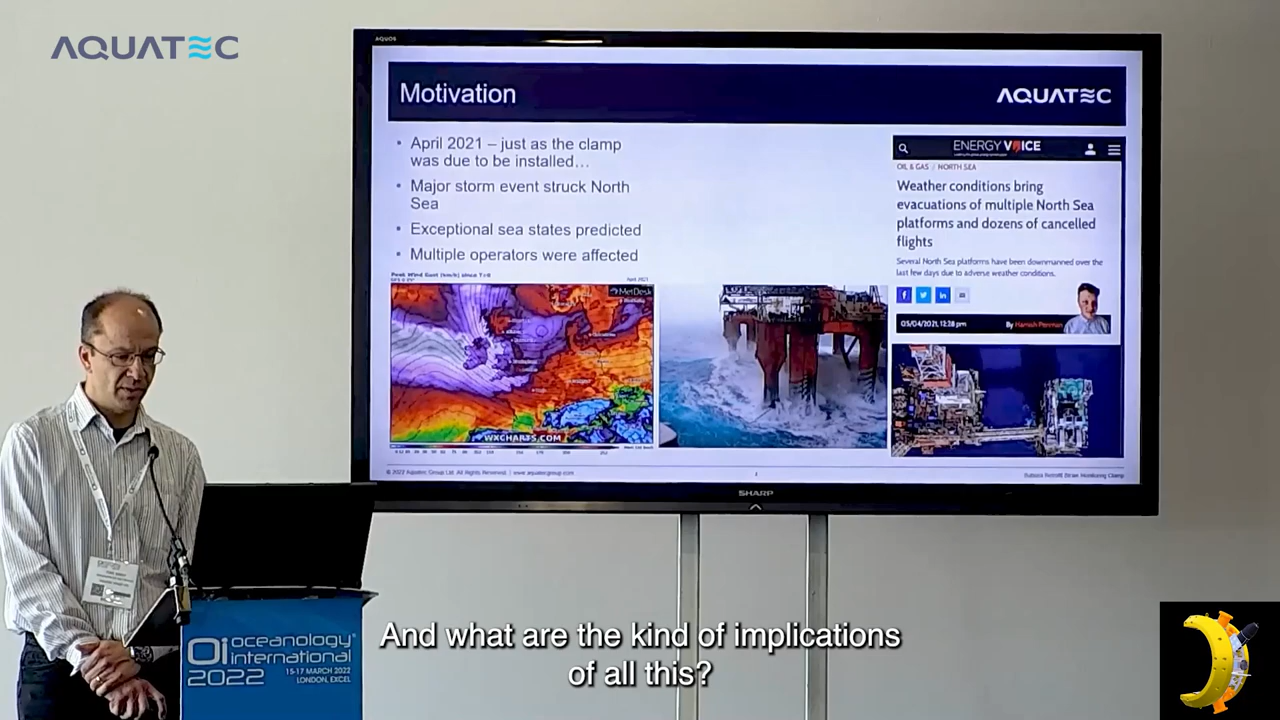 AQUATEC
AQUOS
Motivation
AQUATEC
• April 2021 – just as the clamp
was due to be installed…
• Major storm event struck North
Sea
• Exceptional sea states predicted
• Multiple operators were affected
ENERGY VOICE
OIL & GAS / NORTH SEA
Weather conditions bring
evacuations of multiple North Sea
platforms and dozens of cancelled
flights
Several North Sea platforms have been downmanned over the
last few days due to adverse weather conditions.
05/04/2021, 12:28 pm
By Hamish Penman
Peak Wind Gust (km/h) since T+0
MetDesk
WXCHARTS.COM
© 2022 Aquatec Group Ltd. All Rights Reserved. | www.aquatecgroup.com
4
Subsea Retrofit Strain Monitoring Clamp
SHARP
Oi oceanology
international
2022
15-17 MARCH 2022
LONDON, EXCEL
And what are the kind of implications
of all this?